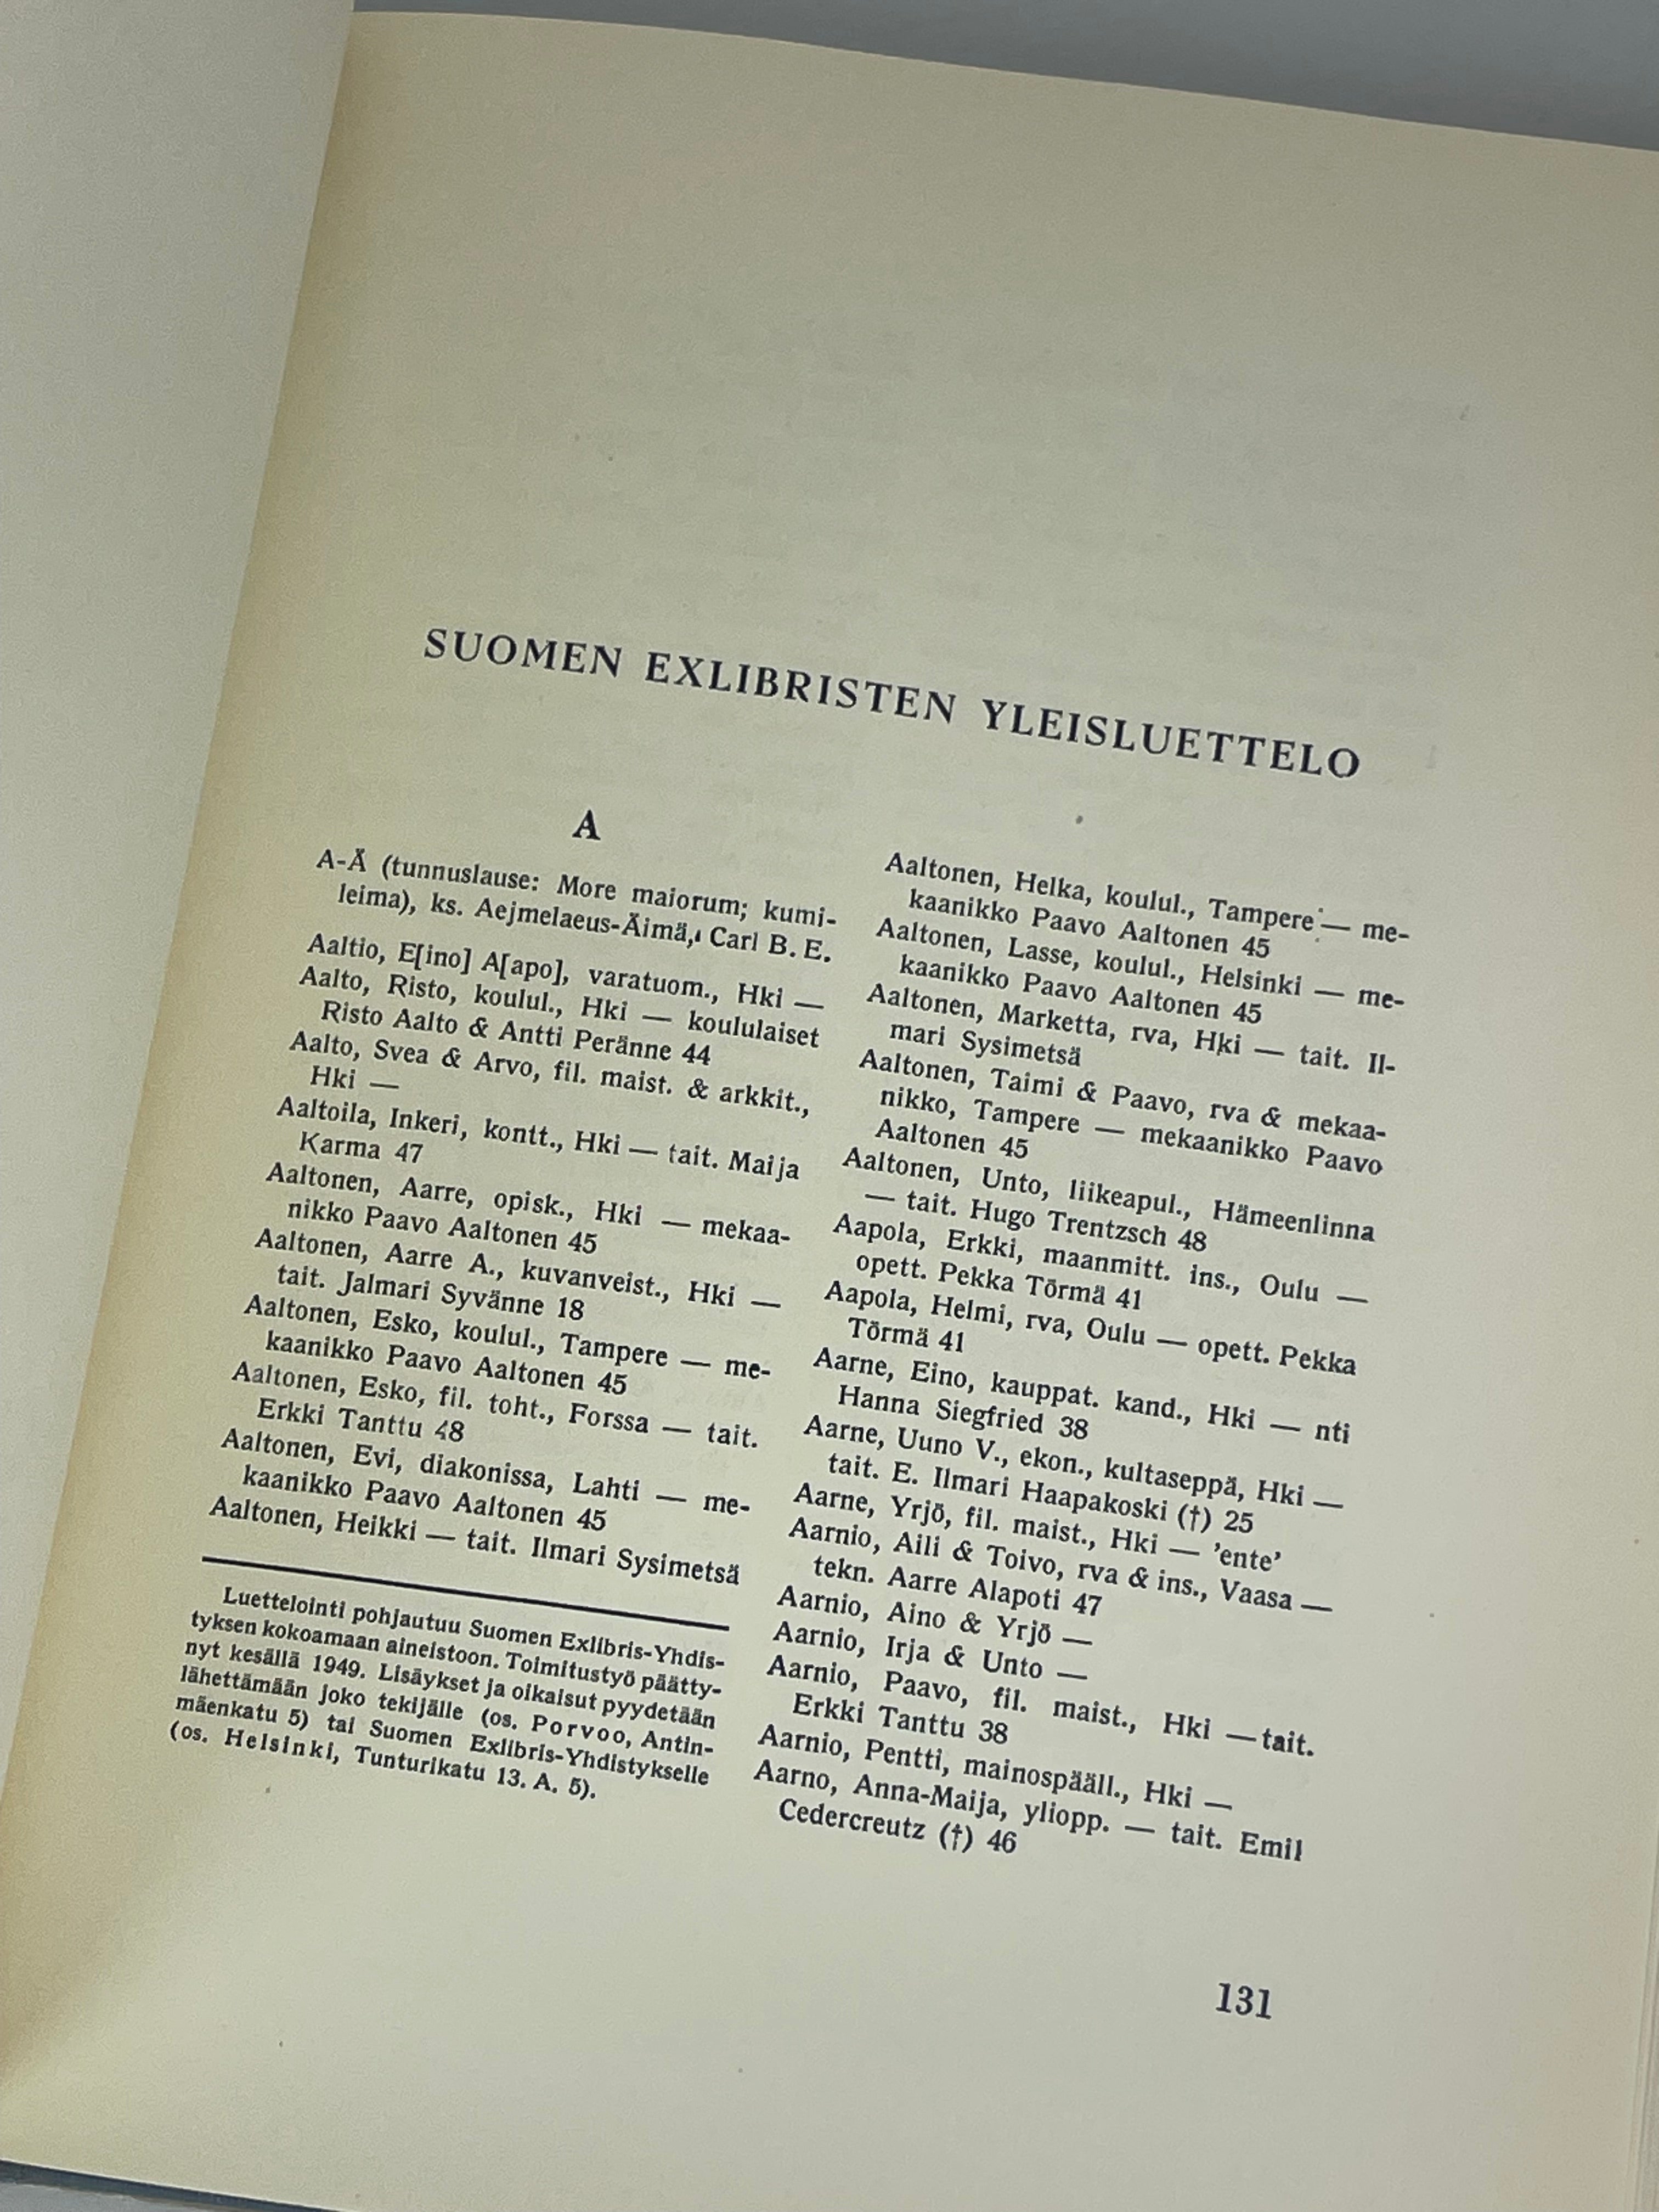 SUOMEN EXLIBRISTEN YLEISLUETTELO
A
A-Ä (tunnuslause: More maiorum; kumi-
leima), ks. Aejmelaeus-Äimä, Carl B. E.
Aaltio, E[ino] A[apo], varatuom., Hki —
Aalto, Risto, koulul., Hki — koululaiset
Risto Aalto & Antti Peränne 44
Aalto, Svea & Arvo, fil. maist. & arkkit.,
Hki —
Aaltoila, Inkeri, kontt., Hki — tait. Maija
Karma 47
Aaltonen, Aarre, opisk., Hki — mekaa-
nikko Paavo Aaltonen 45
Aaltonen, Aarre A., kuvanveist., Hki —
tait. Jalmari Syvänne 18
Aaltonen, Esko, koulul., Tampere — me-
kaanikko Paavo Aaltonen 45
Aaltonen, Esko, fil. toht., Forssa — tait.
Erkki Tanttu 48
Aaltonen, Evi, diakonissa, Lahti — me-
kaanikko Paavo Aaltonen 45
Aaltonen, Heikki — tait. Ilmari Sysimetsä
Luettelointi pohjautuu Suomen Exlibris-Yhdis-
tyksen kokoamaan aineistoon. Toimitustyö päätty-
nyt kesällä 1949. Lisäykset ja oikaisut pyydetään
lähettämään joko tekijälle (os. Porvoo, Antin-
mäenkatu 5) tai Suomen Exlibris-Yhdistykselle
(os. Helsinki, Tunturikatu 13. A. 5).
Aaltonen, Helka, koulul., Tampere — me-
kaanikko Paavo Aaltonen 45
Aaltonen, Lasse, koulul., Helsinki — me-
kaanikko Paavo Aaltonen 45
Aaltonen, Marketta, rva, Hki — tait. Il-
mari Sysimetsä
Aaltonen, Taimi & Paavo, rva & mekaa-
nikko, Tampere — mekaanikko Paavo
Aaltonen 45
Aaltonen, Unto, liikeapul., Hämeenlinna
— tait. Hugo Trentzsch 48
Aapola, Erkki, maanmitt. ins., Oulu —
opett. Pekka Törmä 41
Aapola, Helmi, rva, Oulu — opett. Pekka
Törmä 41
Aarne, Eino, kauppat. kand., Hki — nti
Hanna Siegfried 38
Aarne, Uuno V., ekon., kultaseppä, Hki —
tait. E. Ilmari Haapakoski (†) 25
Aarne, Yrjö, fil. maist., Hki — 'ente'
Aarnio, Aili & Toivo, rva & ins., Vaasa —
tekn. Aarre Alapoti 47
Aarnio, Aino & Yrjö —
Aarnio, Irja & Unto —
Aarnio, Paavo, fil. maist., Hki — tait.
Erkki Tanttu 38
Aarnio, Pentti, mainospääll., Hki —
Aarno, Anna-Maija, yliopp. — tait. Emil
Cedercreutz (†) 46
131